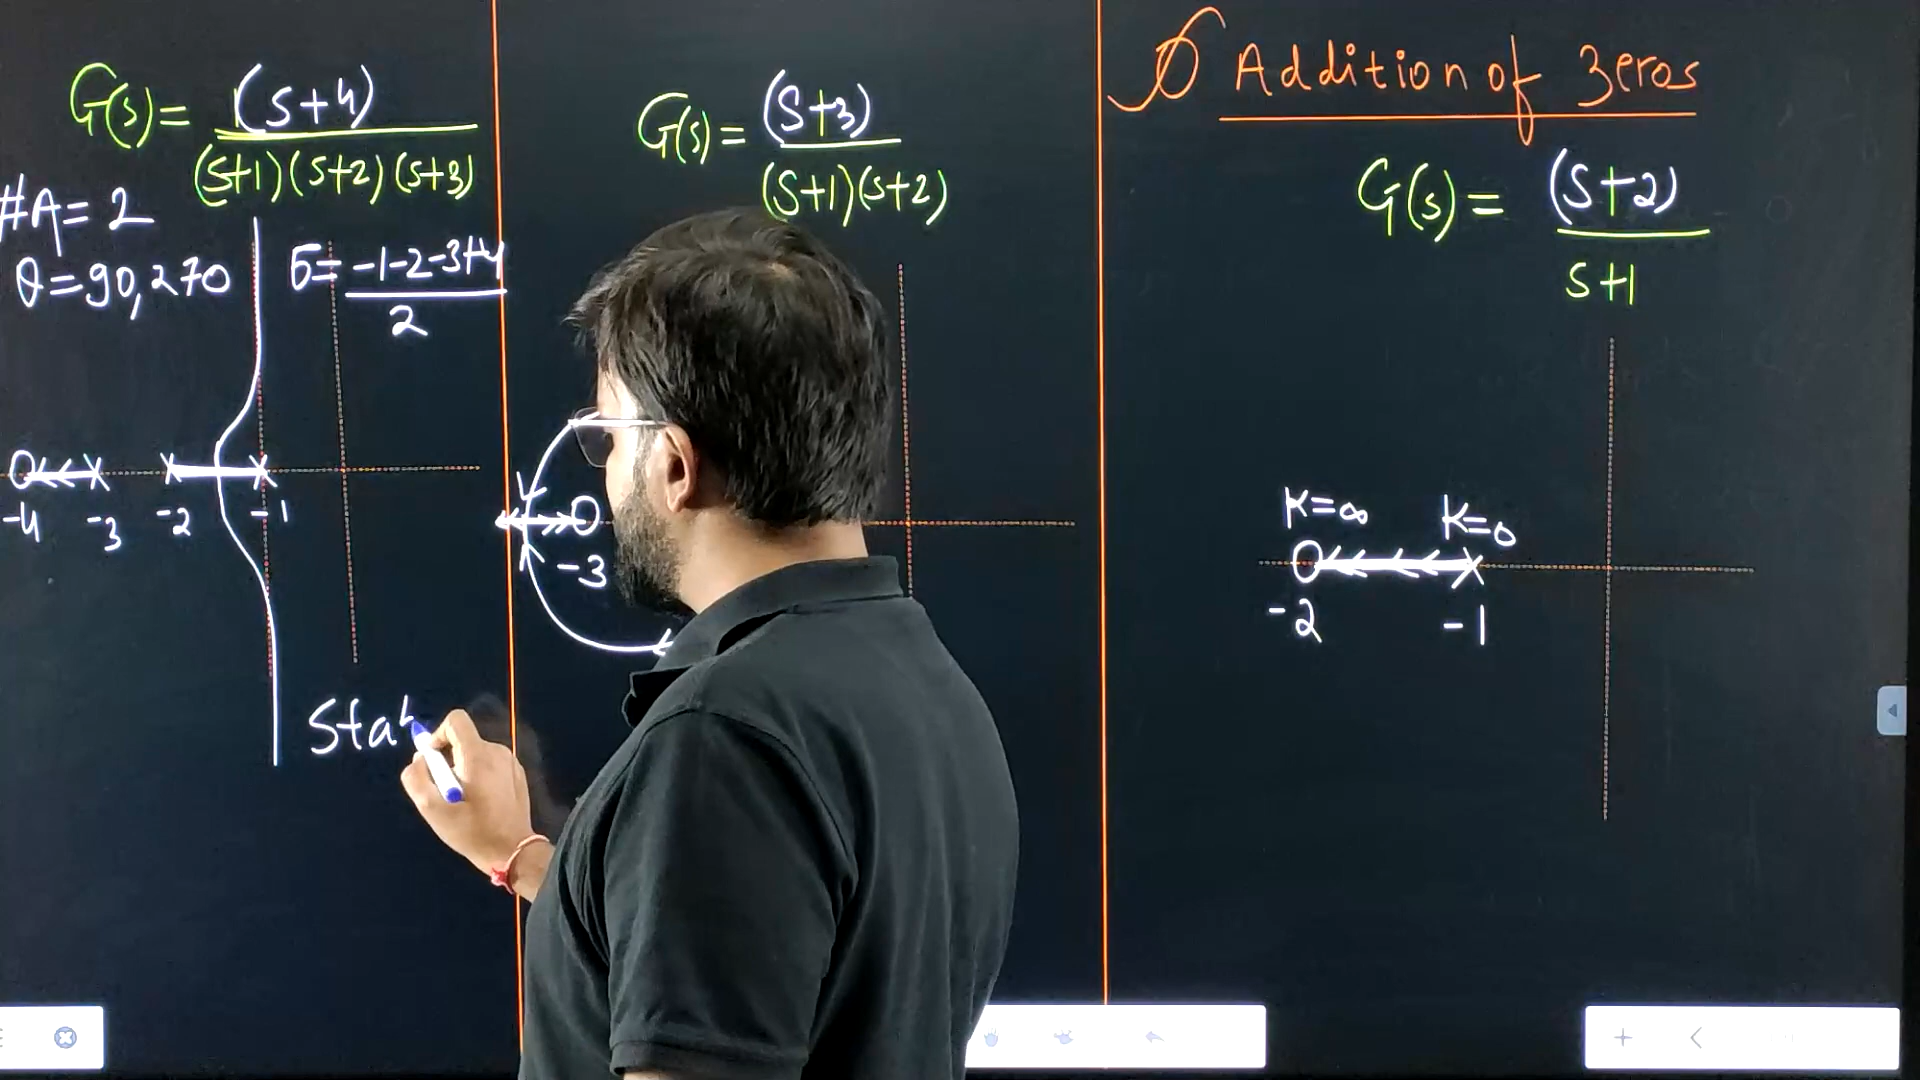 G(s) = (s+4)
(s+1)(s+2)(s+3)
#A = 2
θ = 90, 270
σ = -1-2-3+4
2
-4 -3 -2 -1
G(s) = (s+3)
(s+1)(s+2)
-3
Addition of Zeros
G(s) = (s+2)
s+1
K=∞ K=0
-2 -1